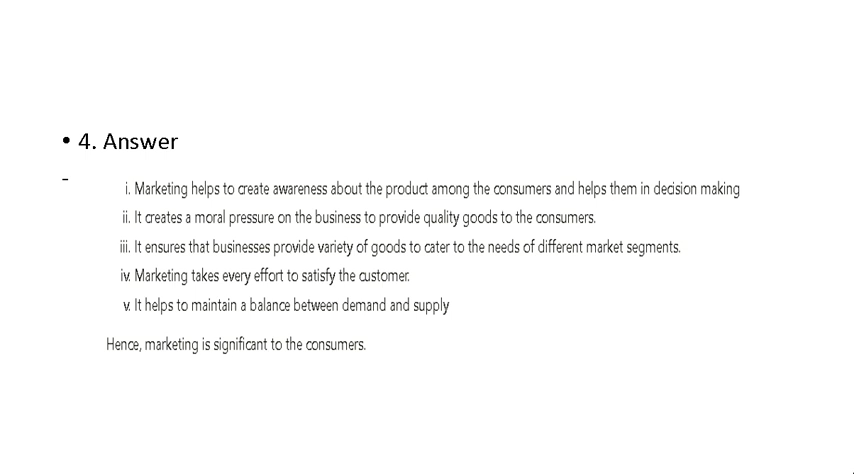 • 4. Answer
-
i. Marketing helps to create awareness about the product among the consumers and helps them in decision making
ii. It creates a moral pressure on the business to provide quality goods to the consumers.
iii. It ensures that businesses provide variety of goods to cater to the needs of different market segments.
iv. Marketing takes every effort to satisfy the customer.
v. It helps to maintain a balance between demand and supply
Hence, marketing is significant to the consumers.